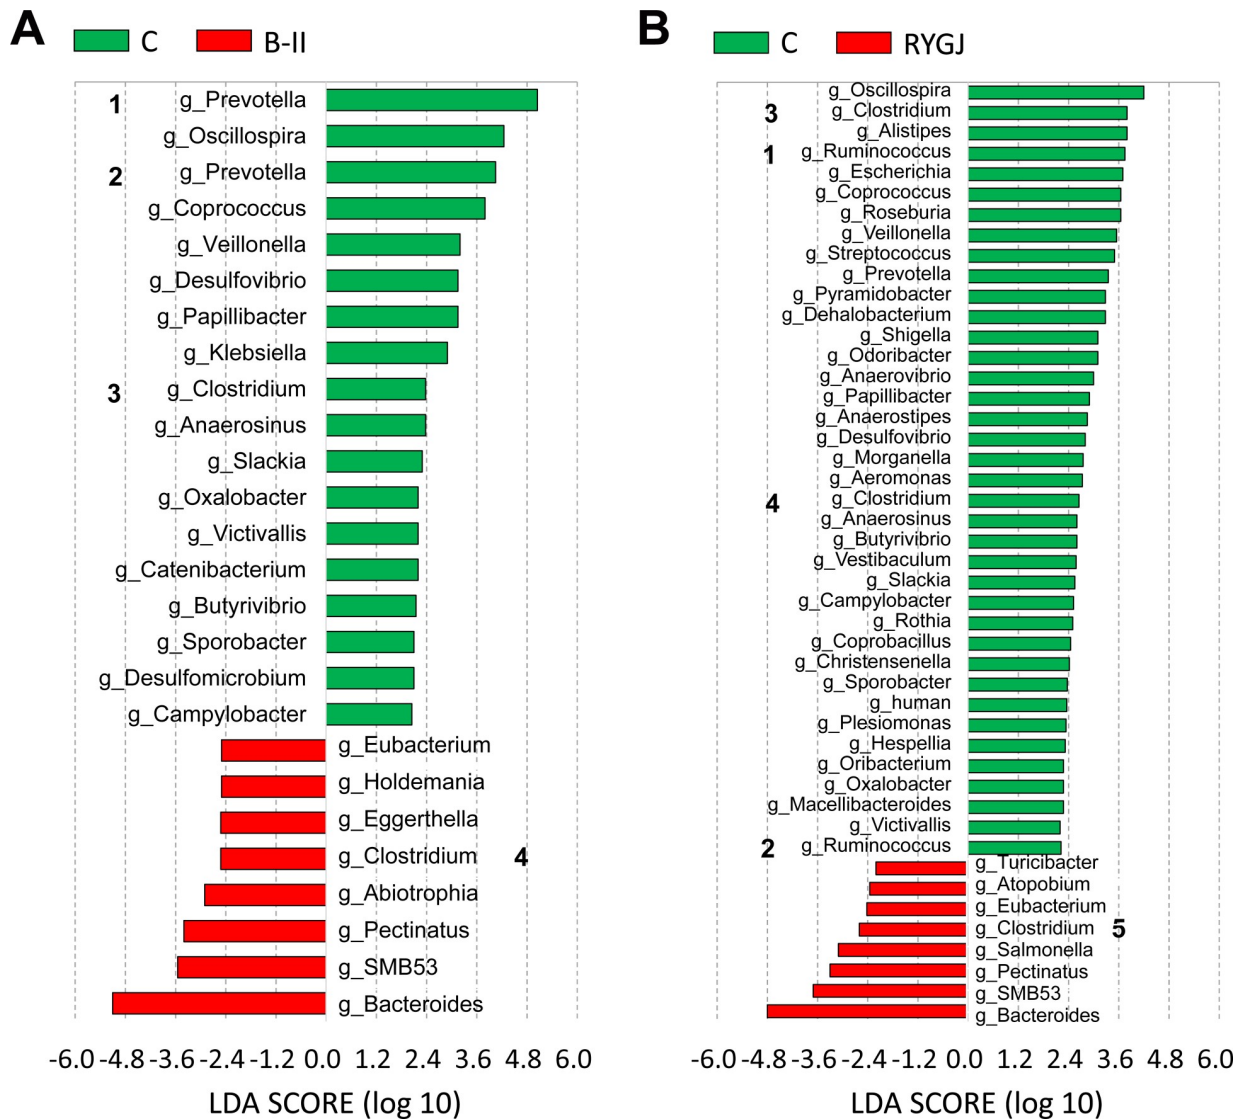 A
C
B-II
1
g_Prevotella
g_Oscillospira
2
g_Prevotella
g_Coprococcus
g_Veillonella
g_Desulfovibrio
g_Papillibacter
g_Klebsiella
3
g_Clostridium
g_Anaerosinus
g_Slackia
g_Oxalobacter
g_Victivallis
g_Catenibacterium
g_Butyrivibrio
g_Sporobacter
g_Desulfomicrobium
g_Campylobacter
g_Eubacterium
g_Holdemania
g_Eggerthella
g_Clostridium 4
g_Abiotrophia
g_Pectinatus
g_SMB53
g_Bacteroides
-6.0 -4.8 -3.6 -2.4 -1.2 0.0 1.2 2.4 3.6 4.8 6.0
LDA SCORE (log 10)
B
C
RYGJ
g_Oscillospira
3 g_Clostridium
g_Alistipes
1 g_Ruminococcus
g_Escherichia
g_Coprococcus
g_Roseburia
g_Veillonella
g_Streptococcus
g_Prevotella
g_Pyramidobacter
g_Dehalobacterium
g_Shigella
g_Odoribacter
g_Anaerovibrio
g_Papillibacter
g_Anaerostipes
g_Desulfovibrio
g_Morganella
g_Aeromonas
4 g_Clostridium
g_Anaerosinus
g_Butyrivibrio
g_Vestibaculum
g_Slackia
g_Campylobacter
g_Rothia
g_Coprobacillus
g_Christensenella
g_Sporobacter
g_human
g_Plesiomonas
g_Hespellia
g_Oribacterium
g_Oxalobacter
g_Macellibacteroides
g_Victivallis
2 g_Ruminococcus
g_Turicibacter
g_Atopobium
g_Eubacterium
g_Clostridium 5
g_Salmonella
g_Pectinatus
g_SMB53
g_Bacteroides
-6.0 -4.8 -3.6 -2.4 -1.2 0.0 1.2 2.4 3.6 4.8 6.0
LDA SCORE (log 10)